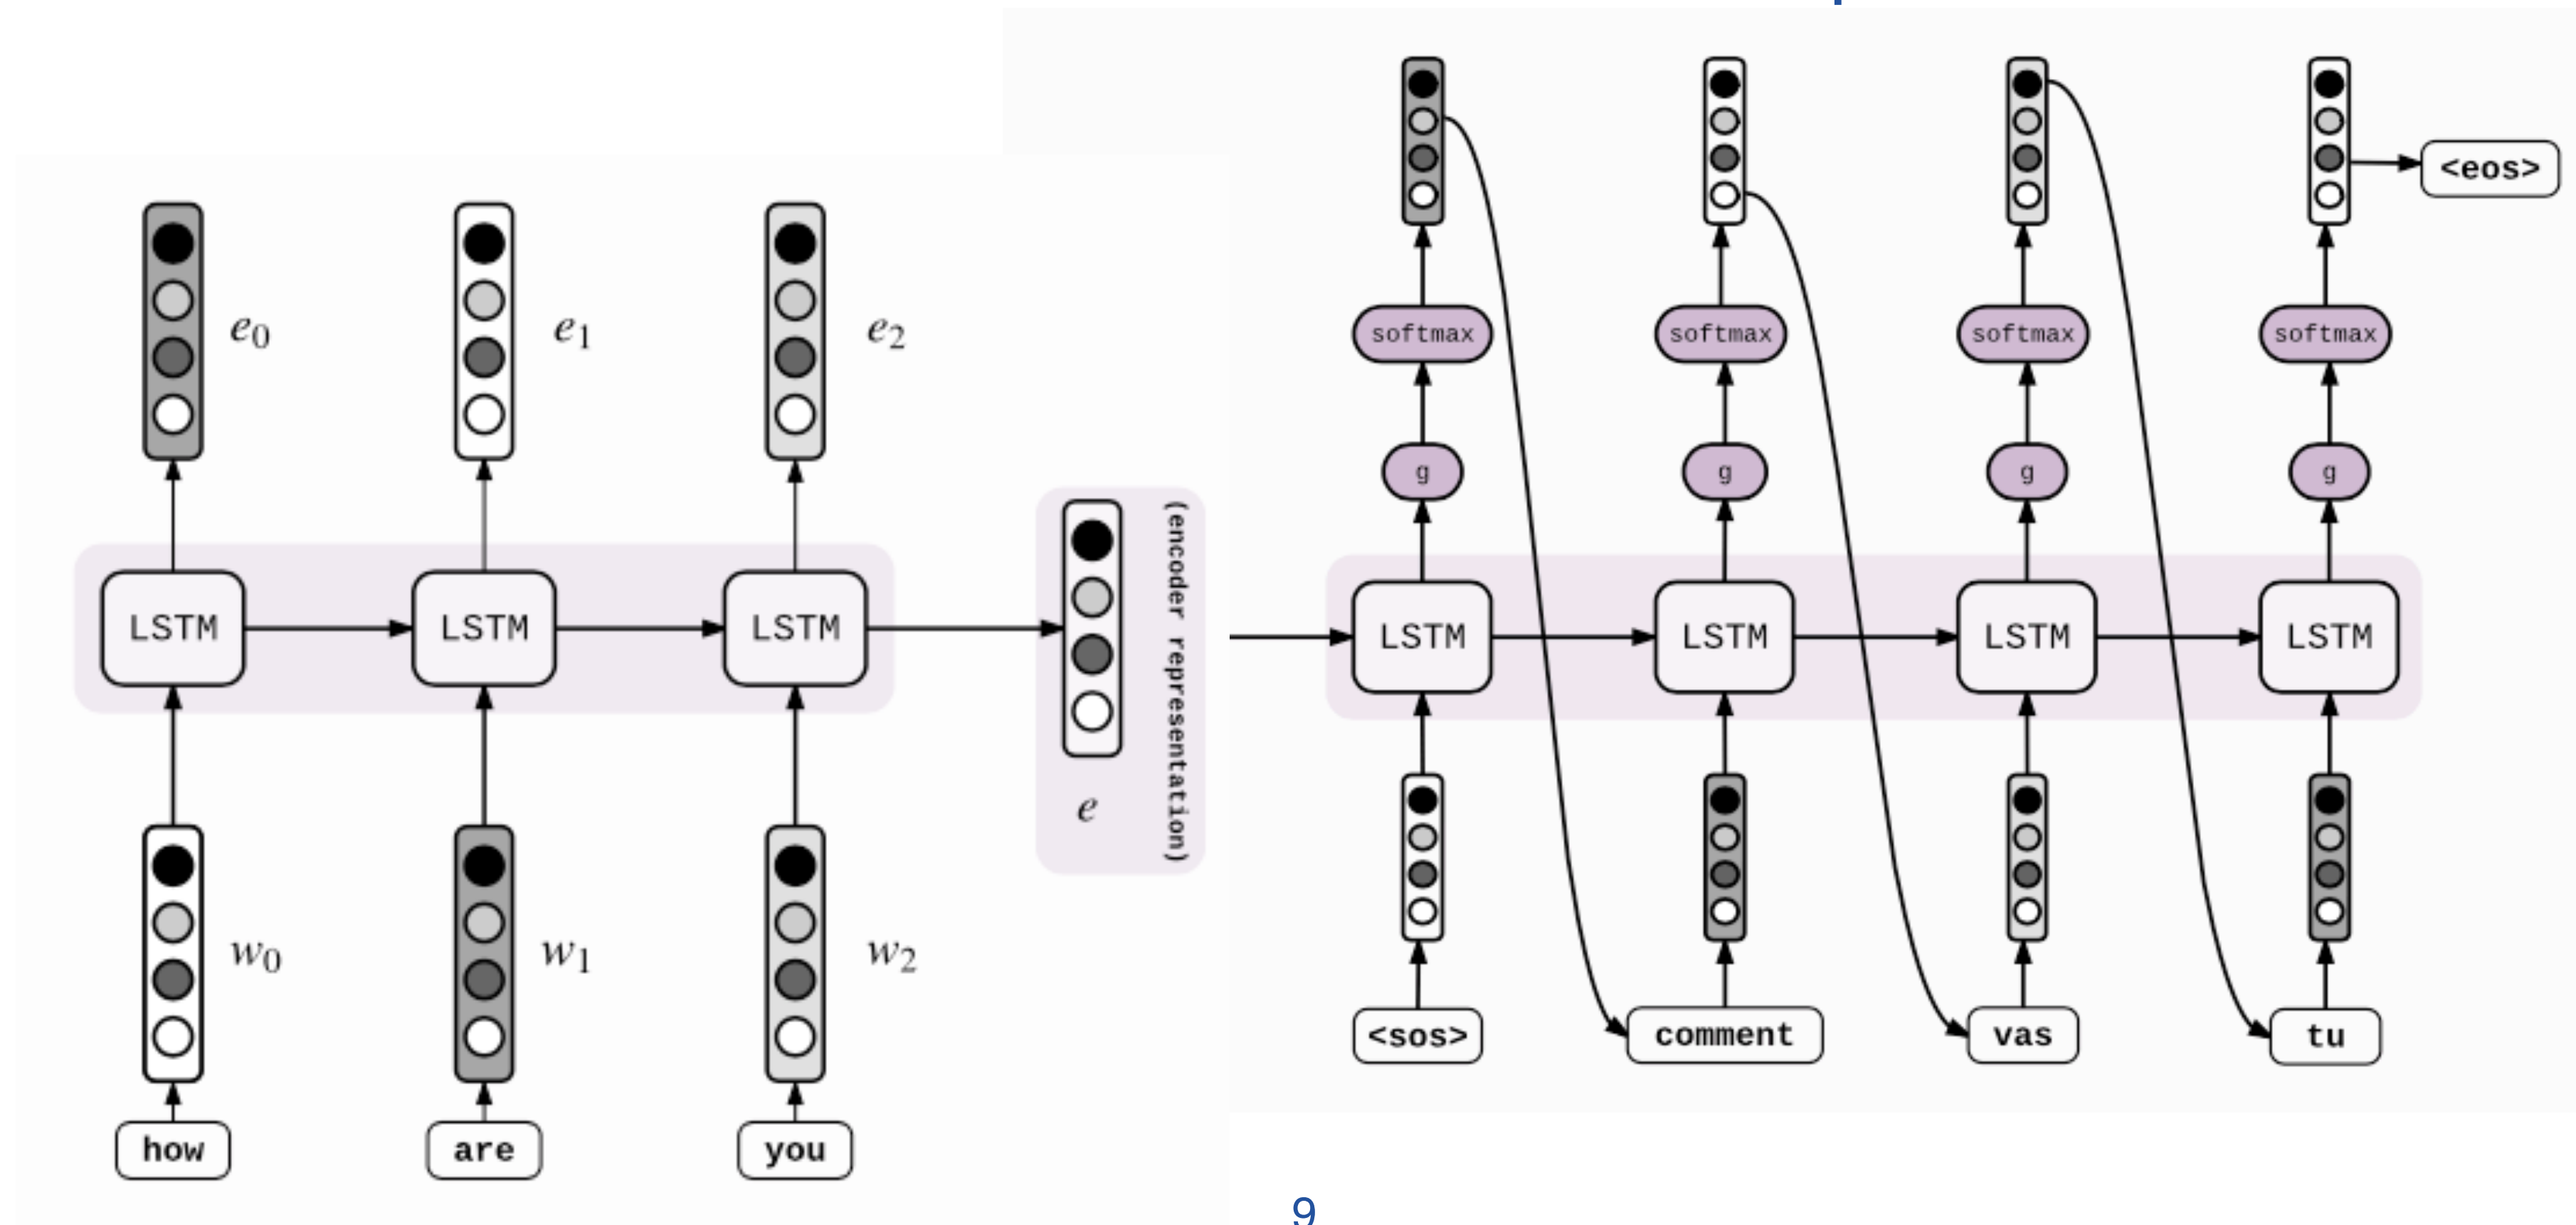 e0
e1
e2
LSTM
LSTM
LSTM
w0
w1
w2
how
are
you
e
(encoder representation)
<eos>
softmax
softmax
softmax
softmax
g
g
g
g
LSTM
LSTM
LSTM
LSTM
<sos>
comment
vas
tu
9